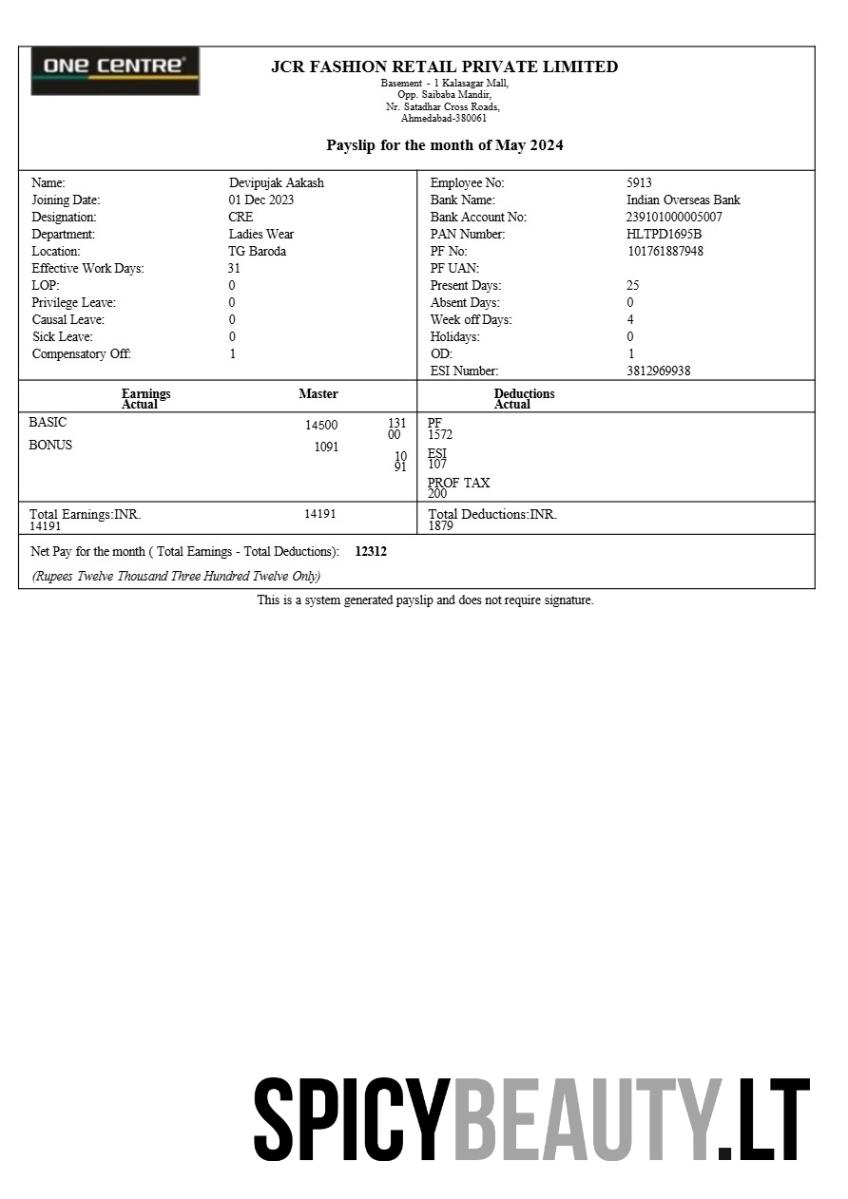 ONE CENTRE
JCR FASHION RETAIL PRIVATE LIMITED
Basement - 1 Kalasagar Mall,
Opp. Saibaba Mandir,
Nr. Satadhar Cross Roads,
Ahmedabad-380061
Payslip for the month of May 2024
Name: Devipujak Aakash
Joining Date: 01 Dec 2023
Designation: CRE
Department: Ladies Wear
Location: TG Baroda
Effective Work Days: 31
LOP: 0
Privilege Leave: 0
Causal Leave: 0
Sick Leave: 0
Compensatory Off: 1
Employee No: 5913
Bank Name: Indian Overseas Bank
Bank Account No: 239101000005007
PAN Number: HLTPD1695B
PF No: 101761887948
PF UAN:
Present Days: 25
Absent Days: 0
Week off Days: 4
Holidays: 0
OD: 1
ESI Number: 3812969938
Earnings Master
Actual
BASIC 14500 131
00
BONUS 1091 10
91
Deductions
Actual
PF
1572
ESI
107
PROF TAX
200
Total Earnings:INR. 14191
14191
Total Deductions:INR.
1879
Net Pay for the month ( Total Earnings - Total Deductions): 12312
(Rupees Twelve Thousand Three Hundred Twelve Only)
This is a system generated payslip and does not require signature.
SPICYBEAUTY.LT